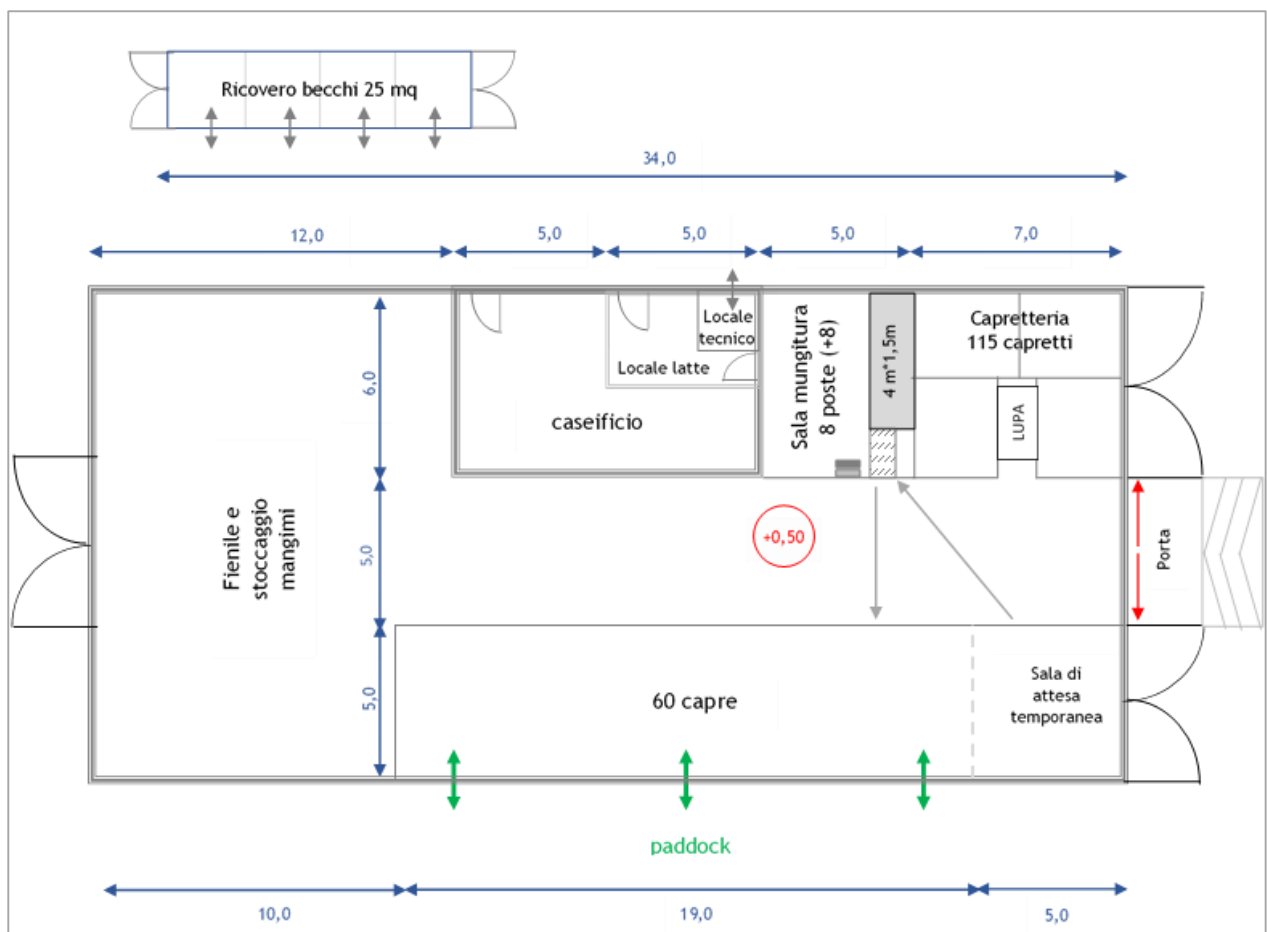 Ricovero becchi 25 mq
34,0
12,0
5,0
5,0
5,0
7,0
Locale
tecnico
Locale latte
caseificio
Sala mungitura
8 poste (+8)
4 m*1,5m
Capretteria
115 capretti
LUPA
6,0
5,0
5,0
Fienile e
stoccaggio
mangimi
+0,50
Porta
60 capre
Sala di
attesa
temporanea
paddock
10,0
19,0
5,0